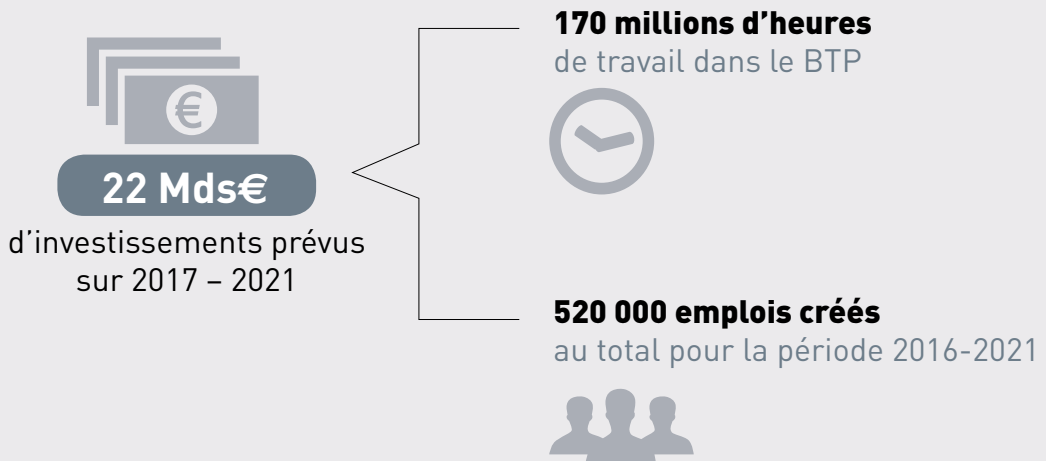 22 Mds€
d’investissements prévus
sur 2017 – 2021
170 millions d’heures
de travail dans le BTP
520 000 emplois créés
au total pour la période 2016-2021